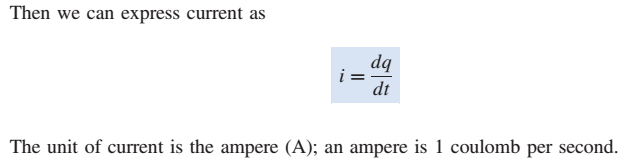 Then we can express current as
i = dq/dt
The unit of current is the ampere (A); an ampere is 1 coulomb per second.